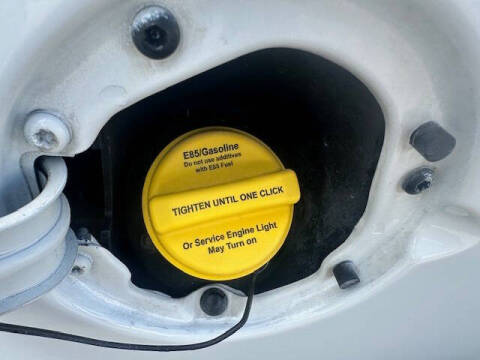 E85/Gasoline
Do not use additives
with E85 Fuel
TIGHTEN UNTIL ONE CLICK
Or Service Engine Light
May Turn on